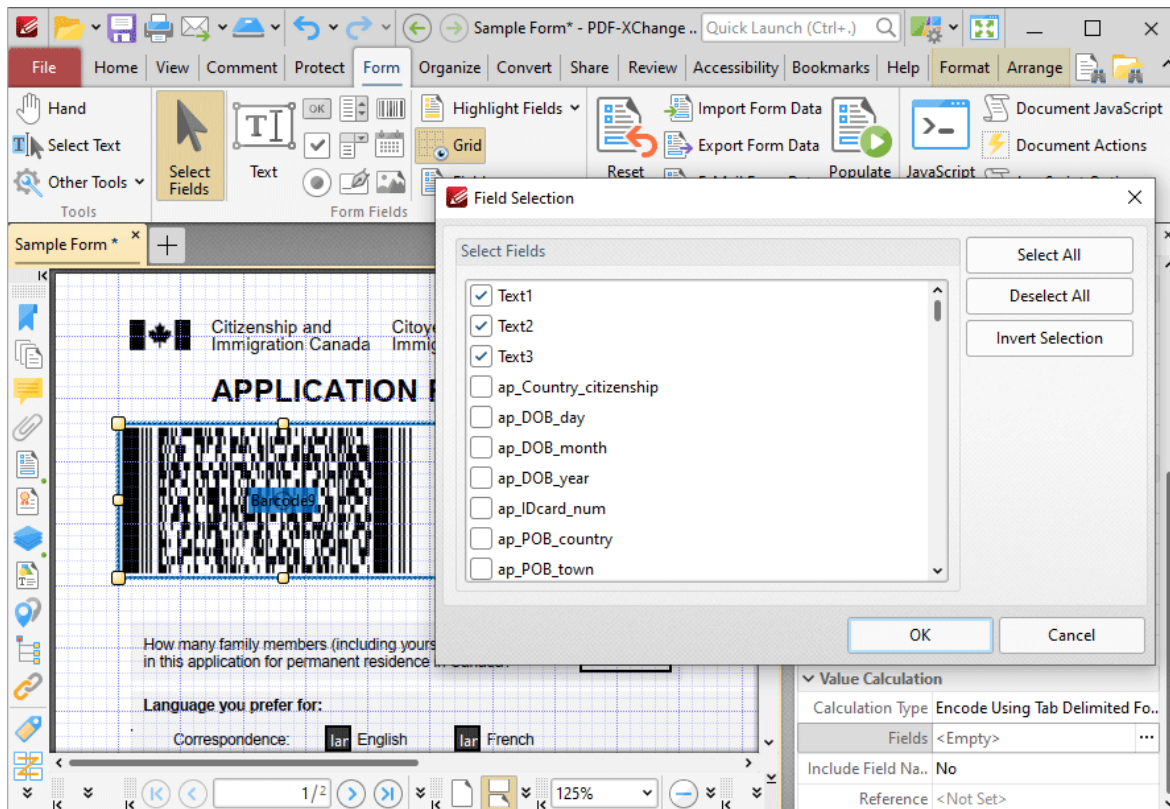 Sample Form* - PDF-XChange ..
Quick Launch (Ctrl+.)
File Home View Comment Protect Form Organize Convert Share Review Accessibility Bookmarks Help Format Arrange
Hand
Select Text
Other Tools
Tools
Select Fields
Text
OK
Form Fields
Highlight Fields
Grid
Reset
Import Form Data
Export Form Data
Populate
JavaScript
Document JavaScript
Document Actions
Sample Form *
Citizenship and
Immigration Canada
APPLICATION
Barcode9
How many family members (including yours
in this application for permanent residence in Canada?
Language you prefer for:
Correspondence: lar English lar French
Field Selection
Select Fields
Text1
Text2
Text3
ap_Country_citizenship
ap_DOB_day
ap_DOB_month
ap_DOB_year
ap_IDcard_num
ap_POB_country
ap_POB_town
Select All
Deselect All
Invert Selection
OK
Cancel
Value Calculation
Calculation Type Encode Using Tab Delimited Fo..
Fields <Empty> ...
Include Field Na.. No
Reference <Not Set>
1/2
125%